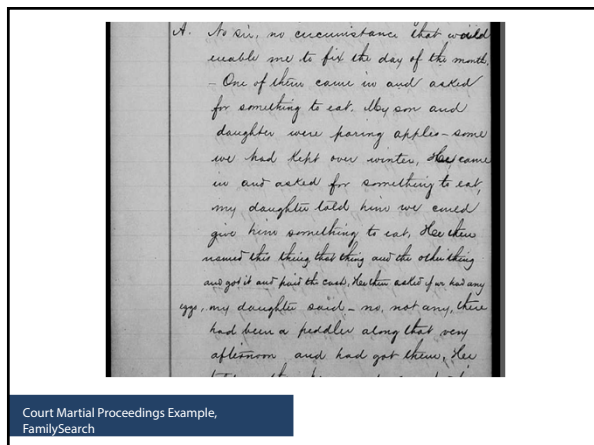 A. No sir, no circumstance that would
enable me to fix the day of the month.
- One of them came in and asked
for something to eat. My son and
daughter were paring apples - some
we had kept over winter, He came
in and asked for something to eat,
my daughter told him we could
give him something to eat, He then
named this thing that thing and the other thing
and got it and paid the cash, He then asked if we had any
eggs, my daughter said - no, not any, there
had been a peddler along that very
afternoon and had got them, He
Court Martial Proceedings Example,
FamilySearch